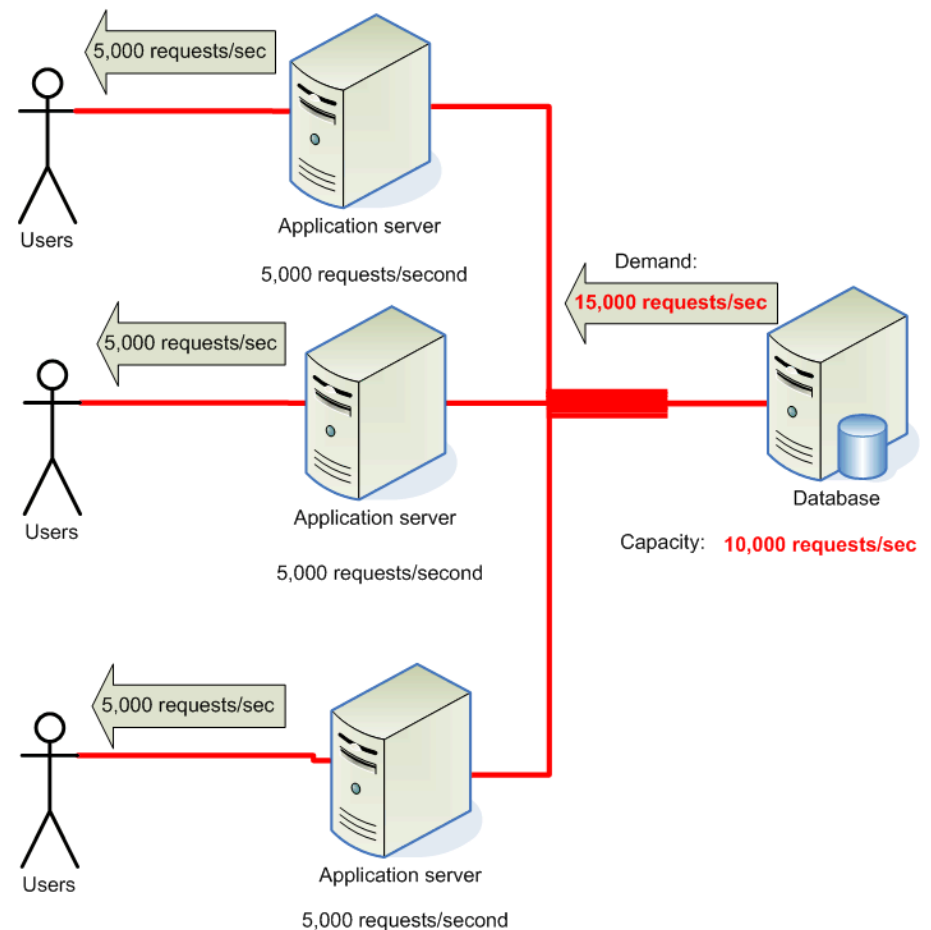 5,000 requests/sec
Users
Application server
5,000 requests/second
Demand:
15,000 requests/sec
5,000 requests/sec
Users
Application server
5,000 requests/second
Database
Capacity: 10,000 requests/sec
5,000 requests/sec
Users
Application server
5,000 requests/second